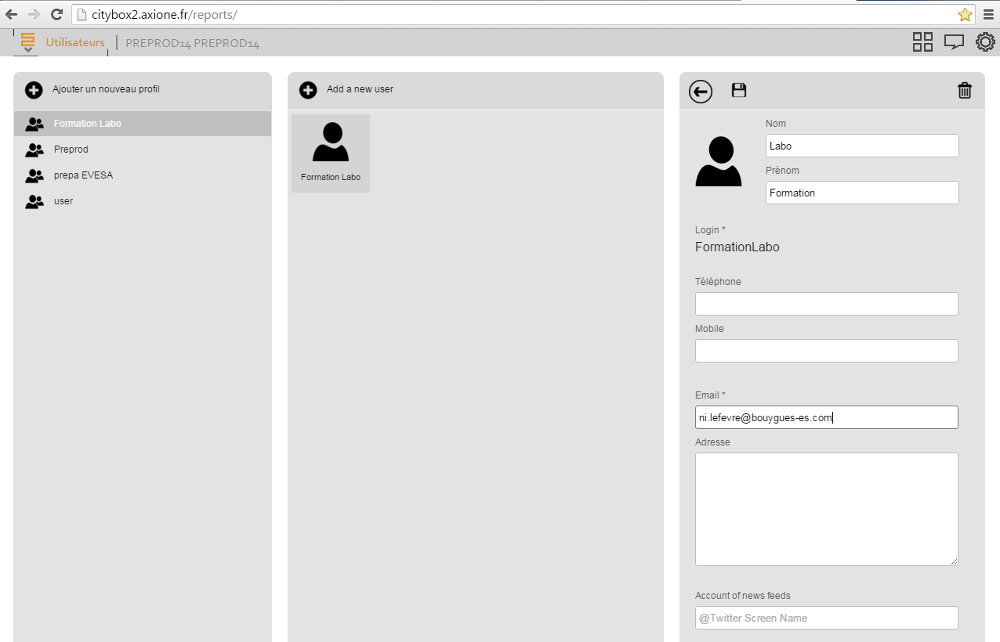 citybox2.axione.fr/reports/
Utilisateurs
PREPROD14 PREPROD14
Ajouter un nouveau profil
Formation Labo
Preprod
prepa EVESA
user
Add a new user
Formation Labo
Nom
Labo
Prénom
Formation
Login *
FormationLabo
Téléphone
Mobile
Email *
ni.lefevre@bouygues-es.com
Adresse
Account of news feeds
@Twitter Screen Name